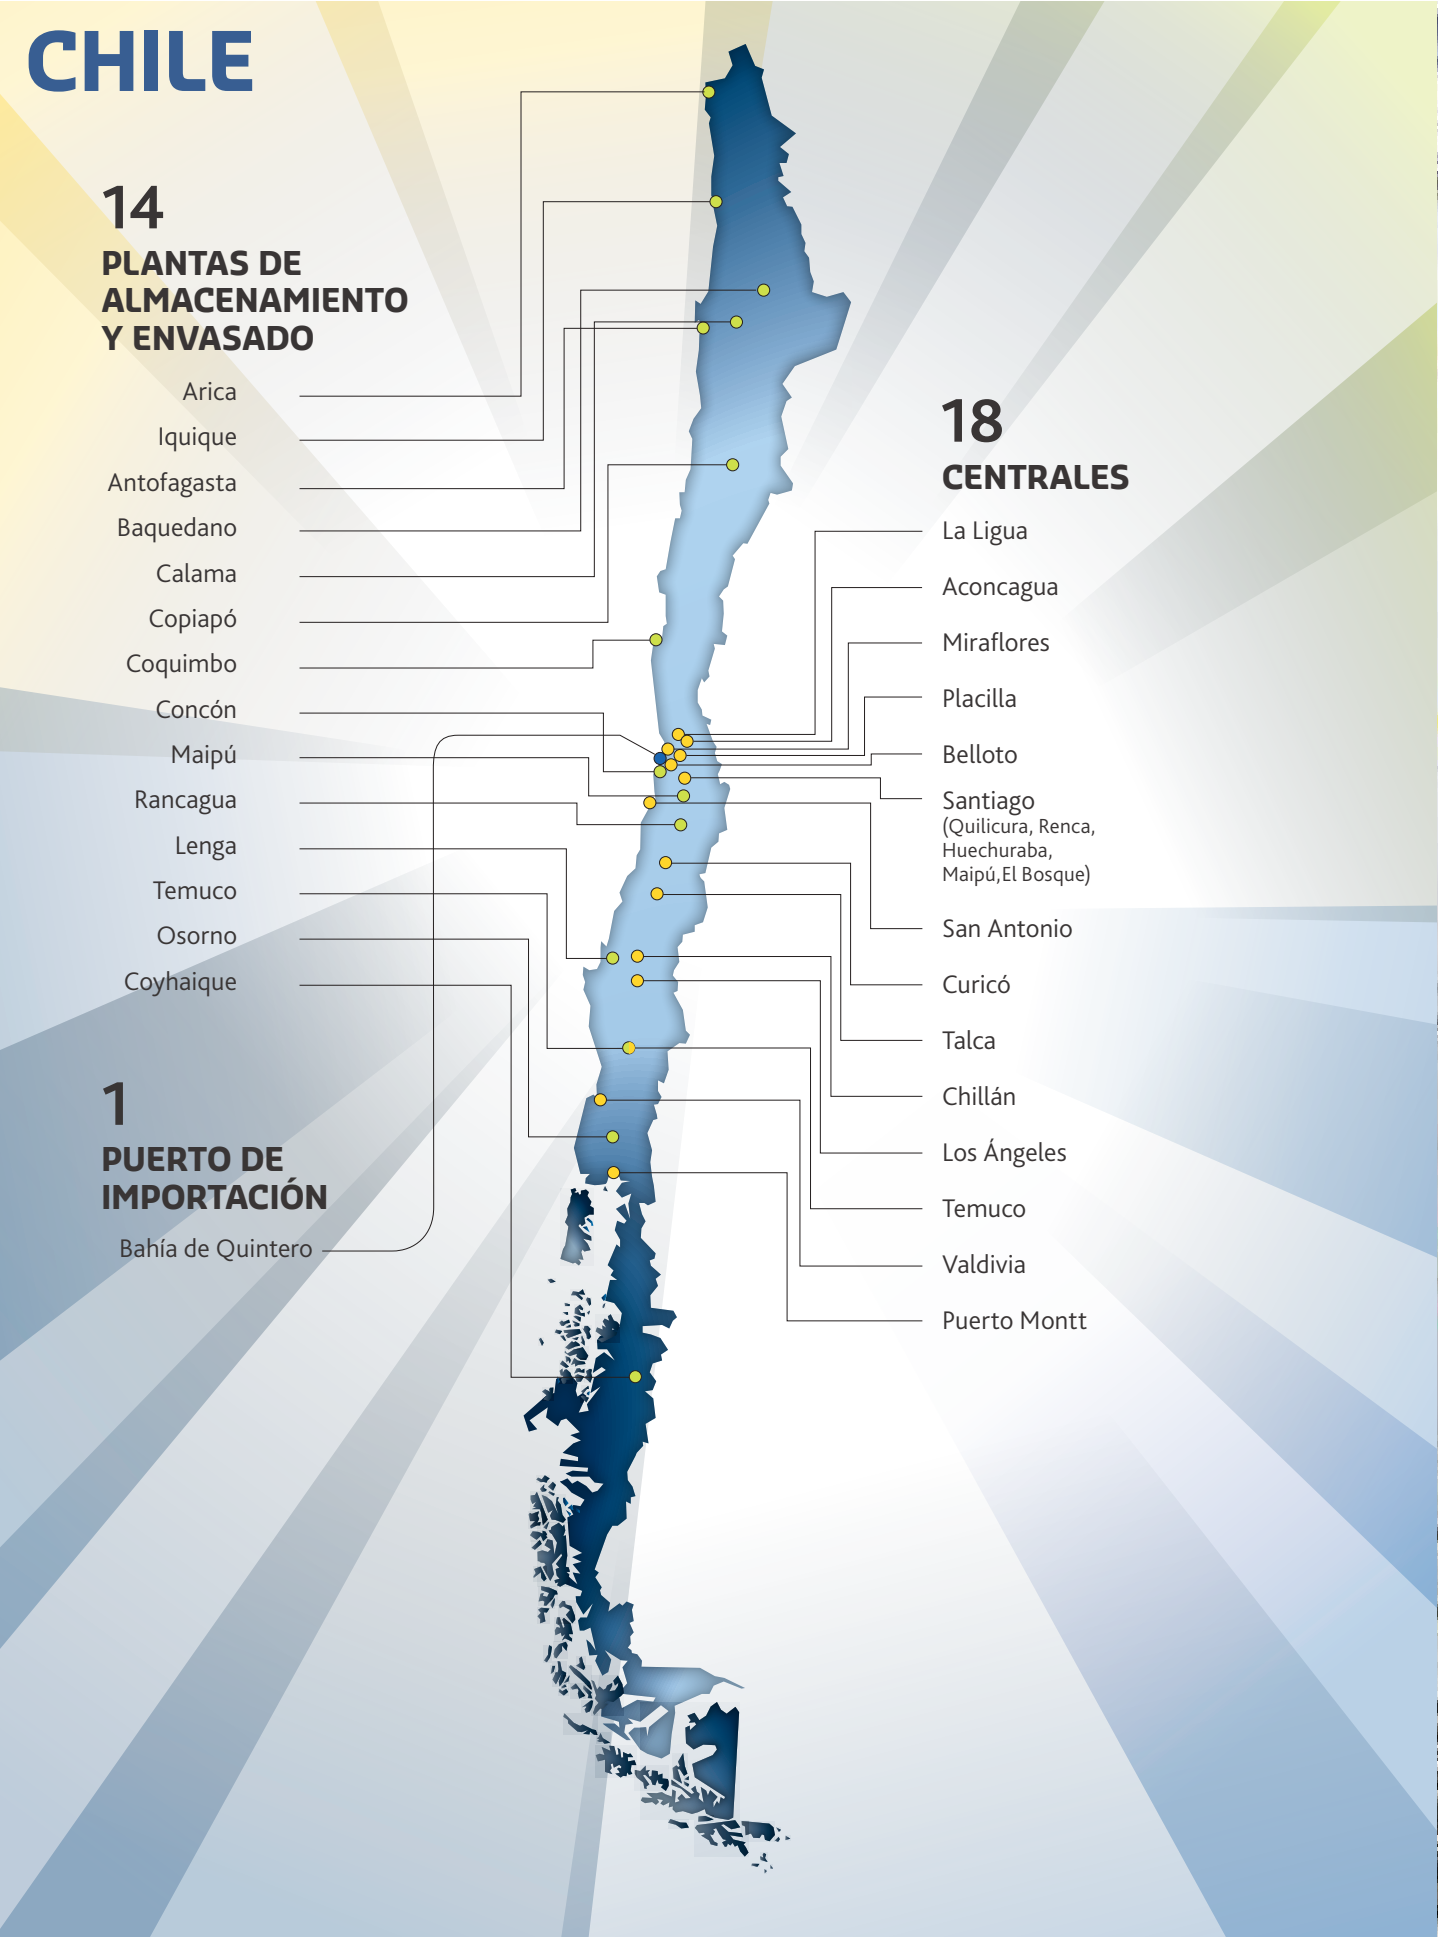 CHILE
14
PLANTAS DE
ALMACENAMIENTO
Y ENVASADO
Arica
Iquique
Antofagasta
Baquedano
Calama
Copiapó
Coquimbo
Concón
Maipú
Rancagua
Lenga
Temuco
Osorno
Coyhaique
1
PUERTO DE
IMPORTACIÓN
Bahía de Quintero
18
CENTRALES
La Ligua
Aconcagua
Miraflores
Placilla
Belloto
Santiago
(Quilicura, Renca,
Huechuraba,
Maipú,El Bosque)
San Antonio
Curicó
Talca
Chillán
Los Ángeles
Temuco
Valdivia
Puerto Montt